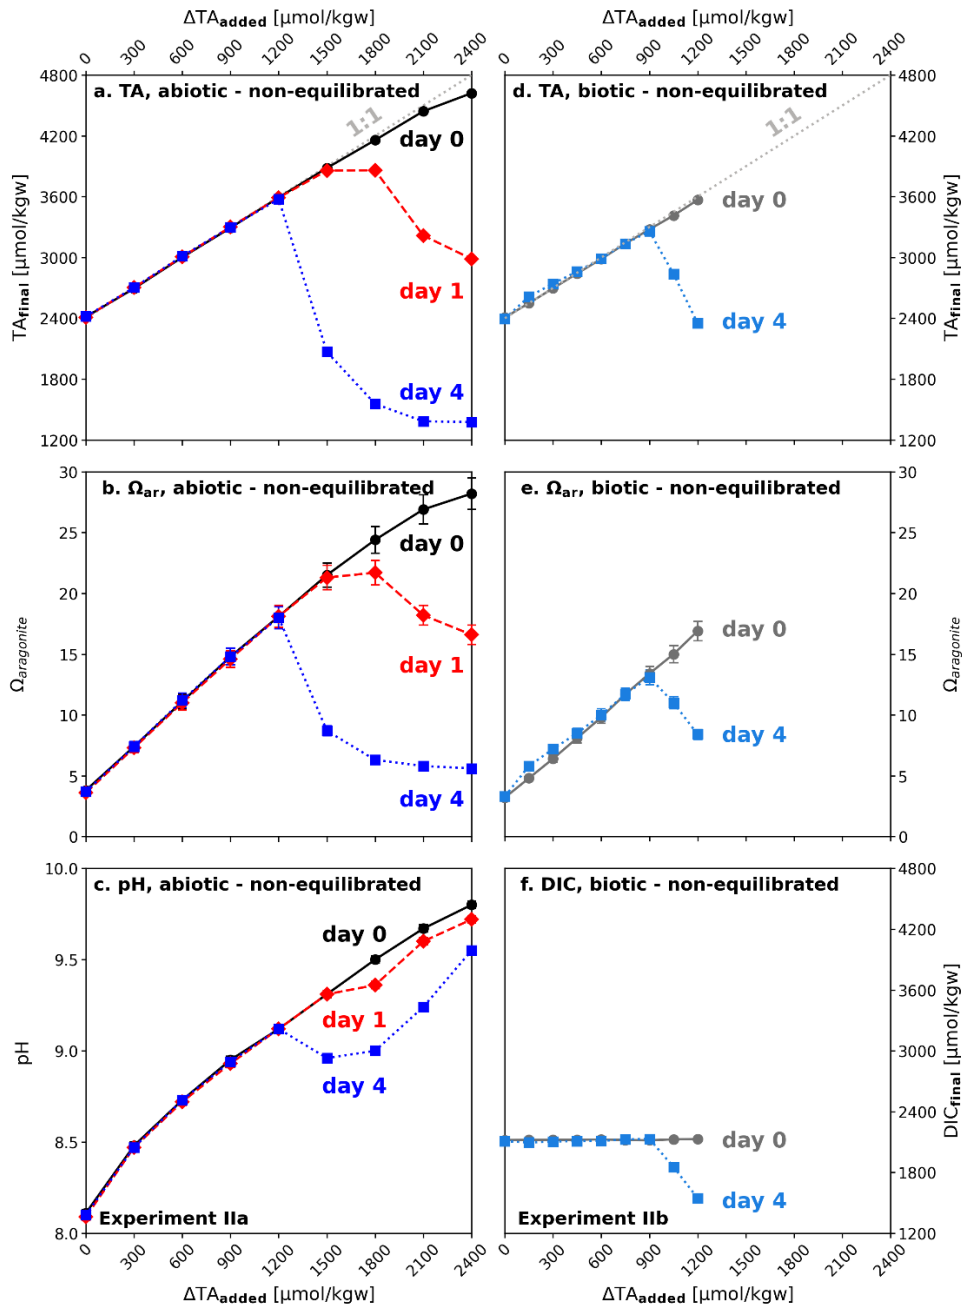 ΔTAadded [μmol/kgw]
ΔTAadded [μmol/kgw]
0 300 600 900 1200 1500 1800 2100 2400
0 300 600 900 1200 1500 1800 2100 2400
a. TA, abiotic - non-equilibrated
1:1
day 0
day 1
day 4
4800
4200
3600
3000
2400
1800
1200
TAfinal [μmol/kgw]
d. TA, biotic - non-equilibrated
1:1
day 0
day 4
4800
4200
3600
3000
2400
1800
1200
TAfinal [μmol/kgw]
b. Ωar, abiotic - non-equilibrated
day 0
day 1
day 4
30
25
20
15
10
5
0
Ωaragonite
e. Ωar, biotic - non-equilibrated
day 0
day 4
30
25
20
15
10
5
0
Ωaragonite
c. pH, abiotic - non-equilibrated
day 0
day 1
day 4
Experiment IIa
10.0
9.5
9.0
8.5
8.0
pH
f. DIC, biotic - non-equilibrated
day 0
day 4
Experiment IIb
4800
4200
3600
3000
2400
1800
1200
DICfinal [μmol/kgw]
0 300 600 900 1200 1500 1800 2100 2400
0 300 600 900 1200 1500 1800 2100 2400
ΔTAadded [μmol/kgw]
ΔTAadded [μmol/kgw]